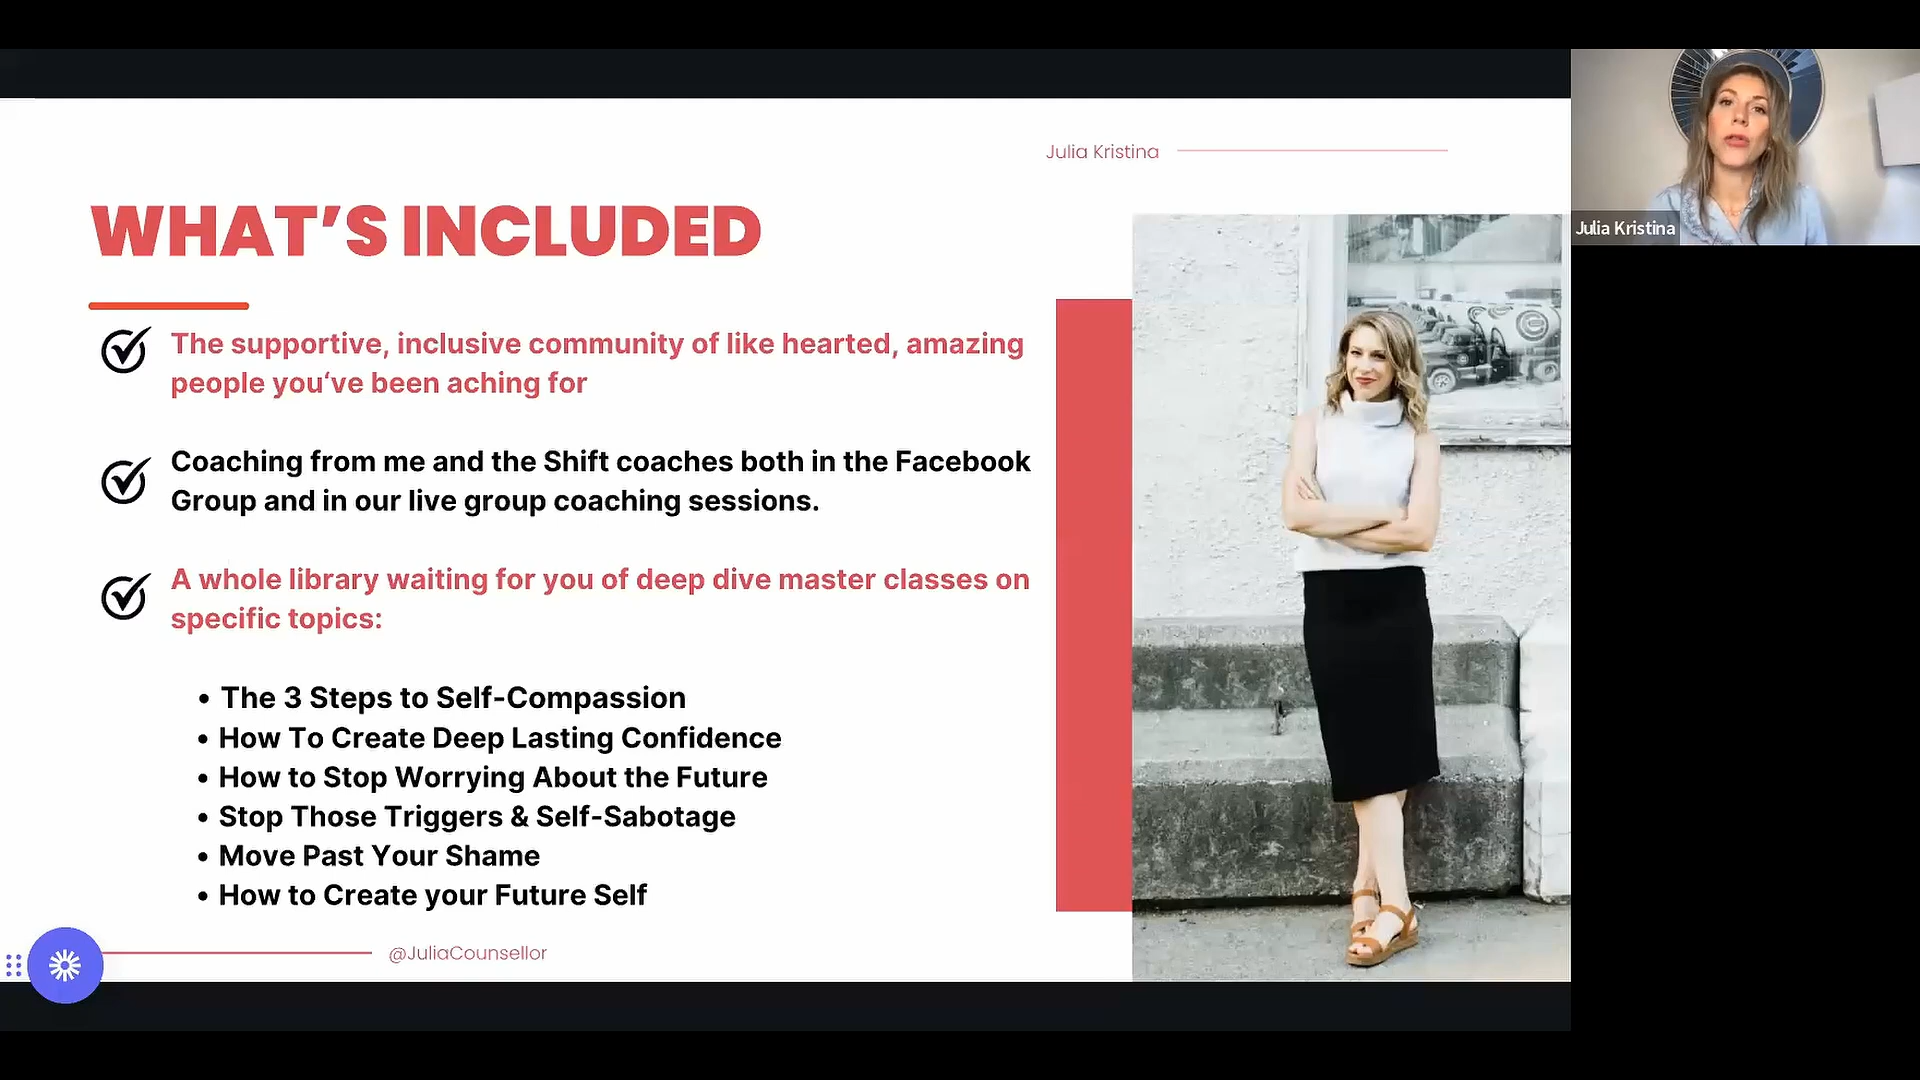 Julia Kristina
WHAT’S INCLUDED
The supportive, inclusive community of like hearted, amazing
people you‘ve been aching for
Coaching from me and the Shift coaches both in the Facebook
Group and in our live group coaching sessions.
A whole library waiting for you of deep dive master classes on
specific topics:
• The 3 Steps to Self-Compassion
• How To Create Deep Lasting Confidence
• How to Stop Worrying About the Future
• Stop Those Triggers & Self-Sabotage
• Move Past Your Shame
• How to Create your Future Self
@JuliaCounsellor
Julia Kristina